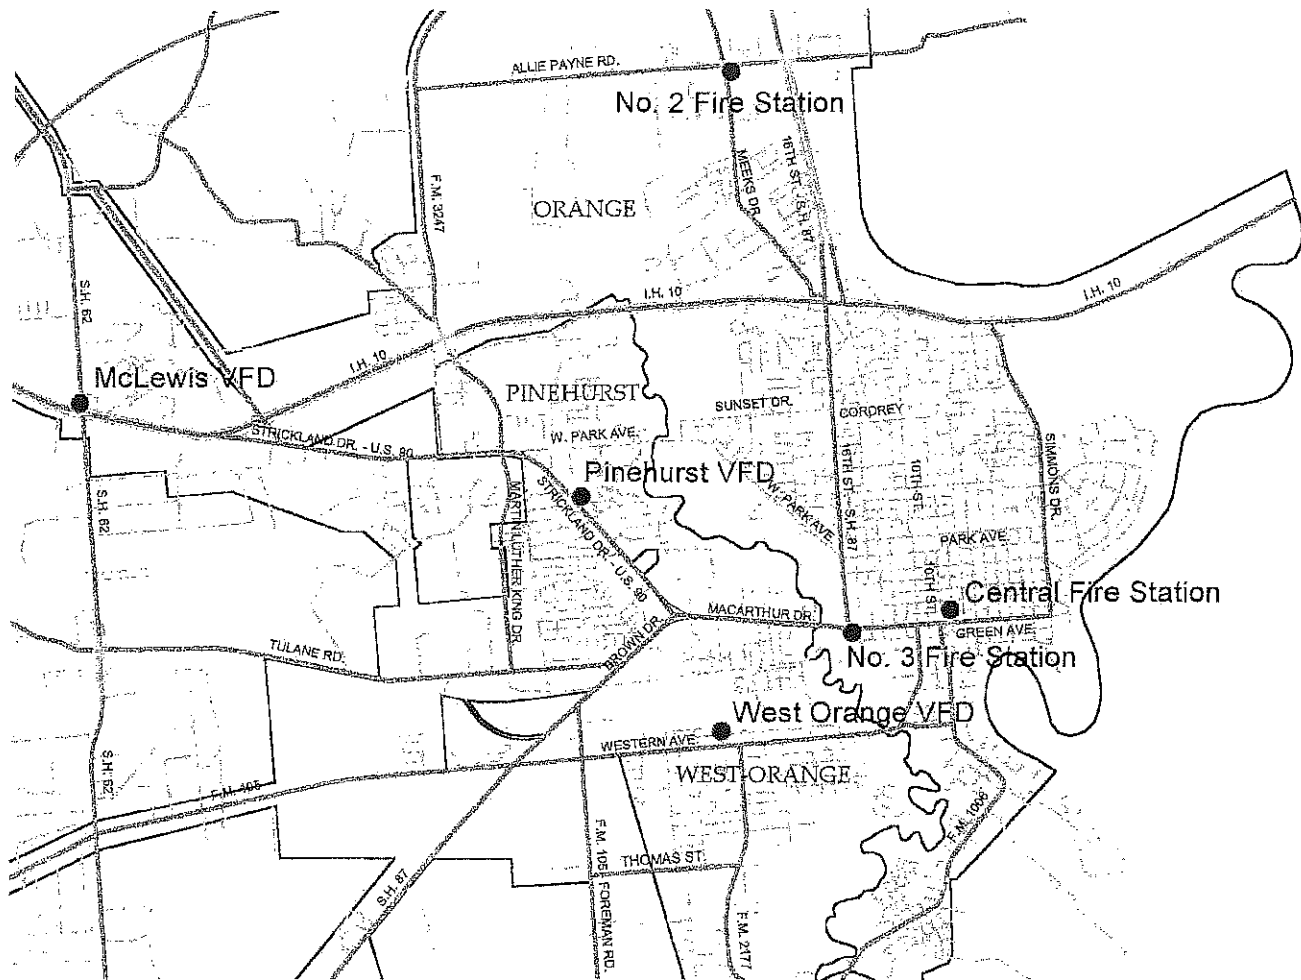 ALLIE PAYNE RD.
No. 2 Fire Station
16TH ST. - S.H. 87
MEEKS DR.
F.M. 3247
ORANGE
I.H. 10
I.H. 10
S.H. 62
I.H. 10
McLewis VFD
PINEHURST
SUNSET DR.
CORDREY
STRICKLAND DR. - U.S. 90
W. PARK AVE.
Pinehurst VFD
SIMMONS DR.
10TH ST.
16TH ST. - S.H. 87
W. PARK AVE.
S.H. 62
MARTIN LUTHER KING DR
STRICKLAND DR. - U.S. 90
PARK AVE.
10TH ST.
Central Fire Station
MACARTHUR DR.
GREEN AVE.
No. 3 Fire Station
BROWN DR.
TULANE RD.
West Orange VFD
WESTERN AVE.
WEST ORANGE
S.H. 62
F.M. 105
F.M. 1006
THOMAS ST.
F.M. 105
FOREMAN RD.
S.H. 87
F.M. 2177